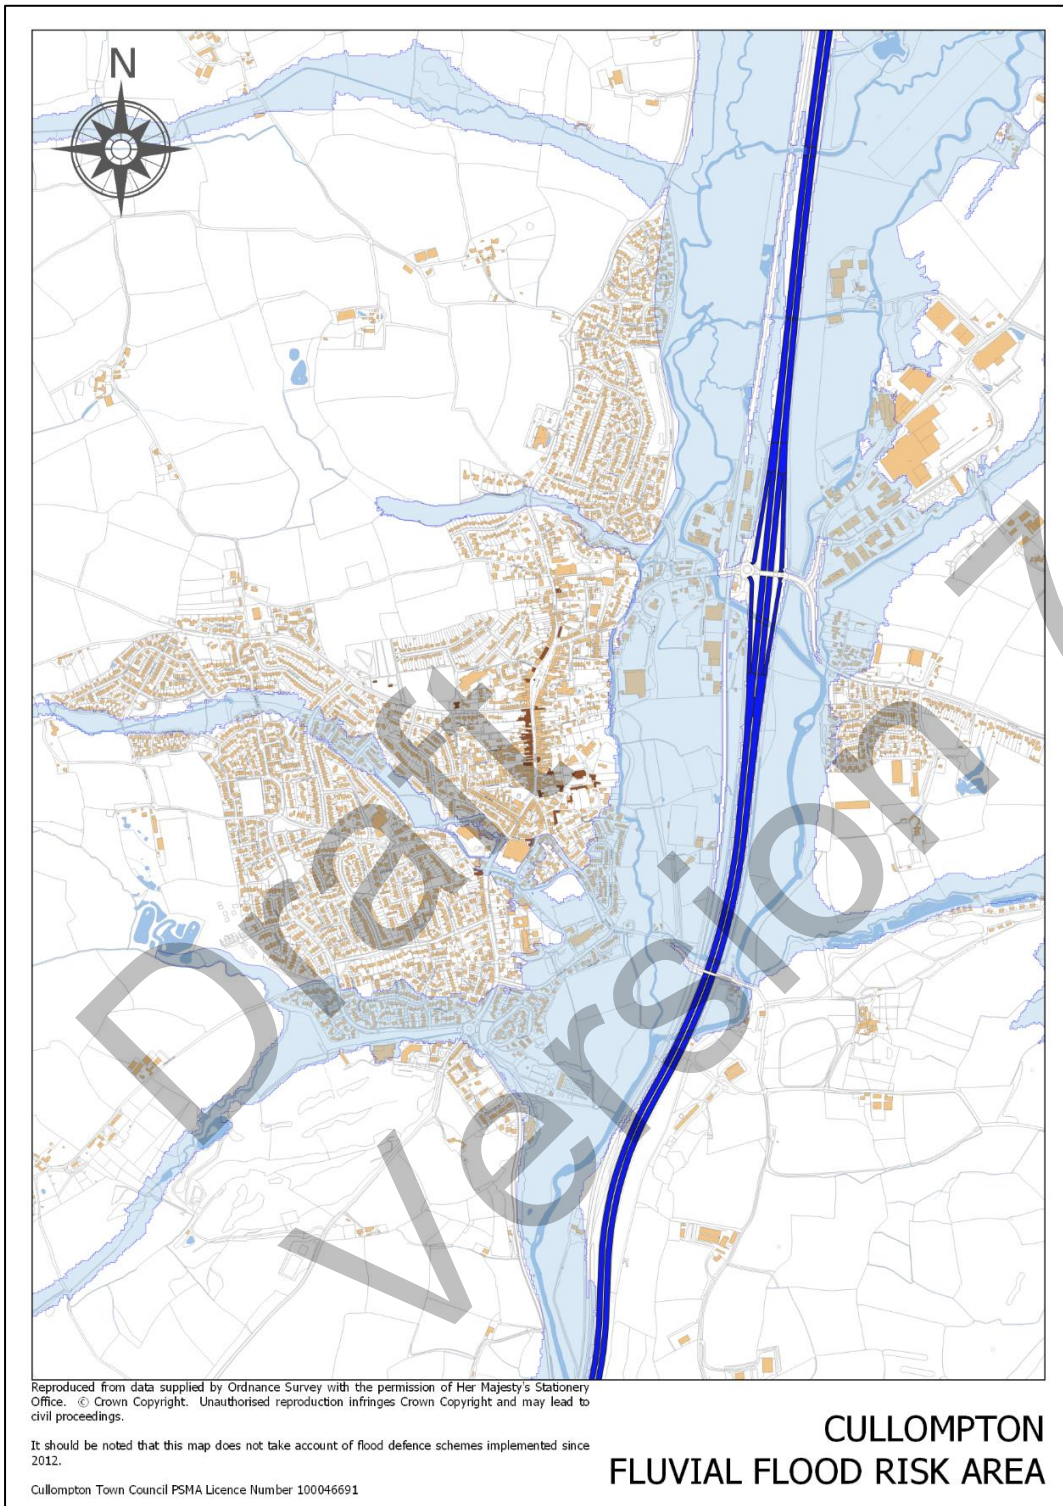 N
Draft
Version 7
Reproduced from data supplied by Ordnance Survey with the permission of Her Majesty's Stationery
Office. © Crown Copyright. Unauthorised reproduction infringes Crown Copyright and may lead to
civil proceedings.
It should be noted that this map does not take account of flood defence schemes implemented since
2012.
Cullompton Town Council PSMA Licence Number 100046691
CULLOMPTON
FLUVIAL FLOOD RISK AREA